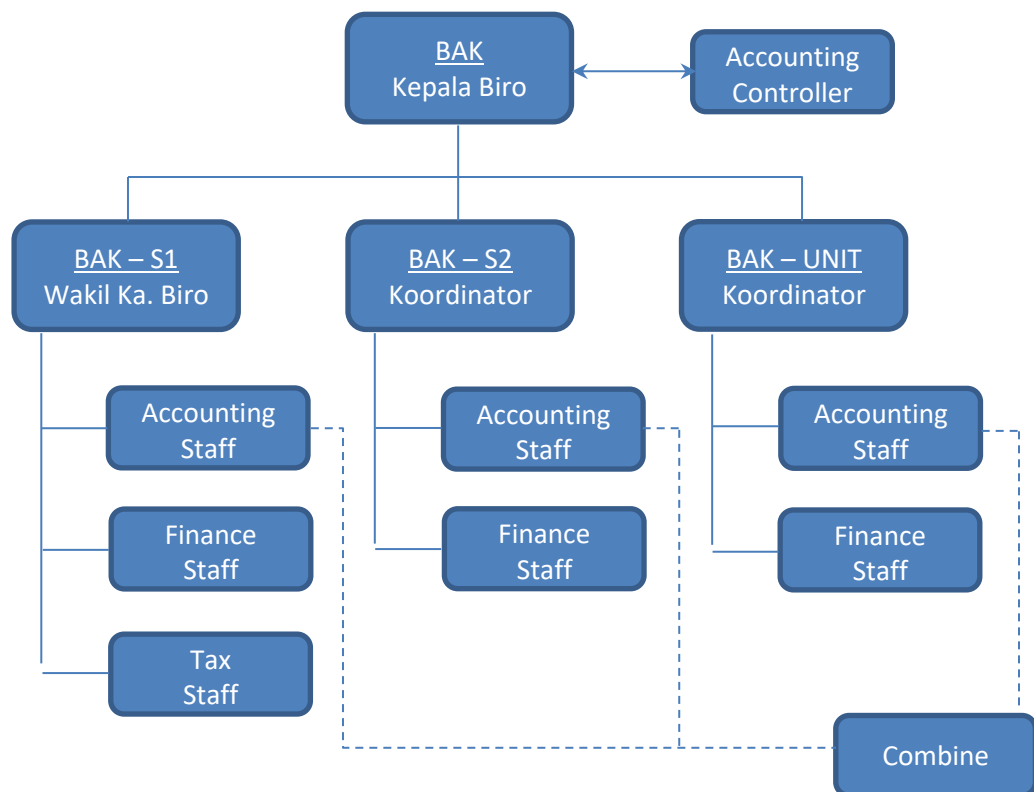 BAK
Kepala Biro
Accounting
Controller
BAK – S1
Wakil Ka. Biro
BAK – S2
Koordinator
BAK – UNIT
Koordinator
Accounting
Staff
Accounting
Staff
Accounting
Staff
Finance
Staff
Finance
Staff
Finance
Staff
Tax
Staff
Combine